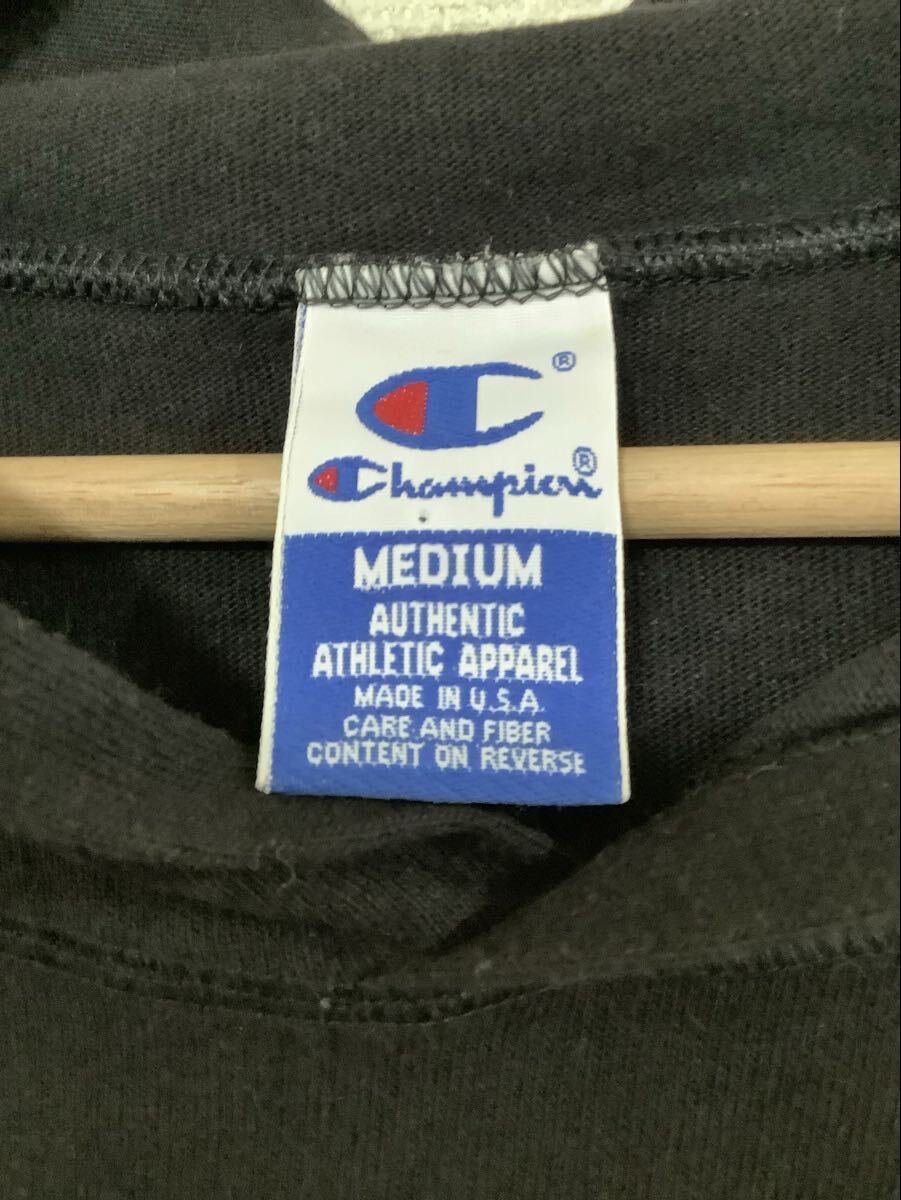 ®
Champion®
MEDIUM
AUTHENTIC
ATHLETIC APPAREL
MADE IN U.S.A.
CARE AND FIBER
CONTENT ON REVERSE